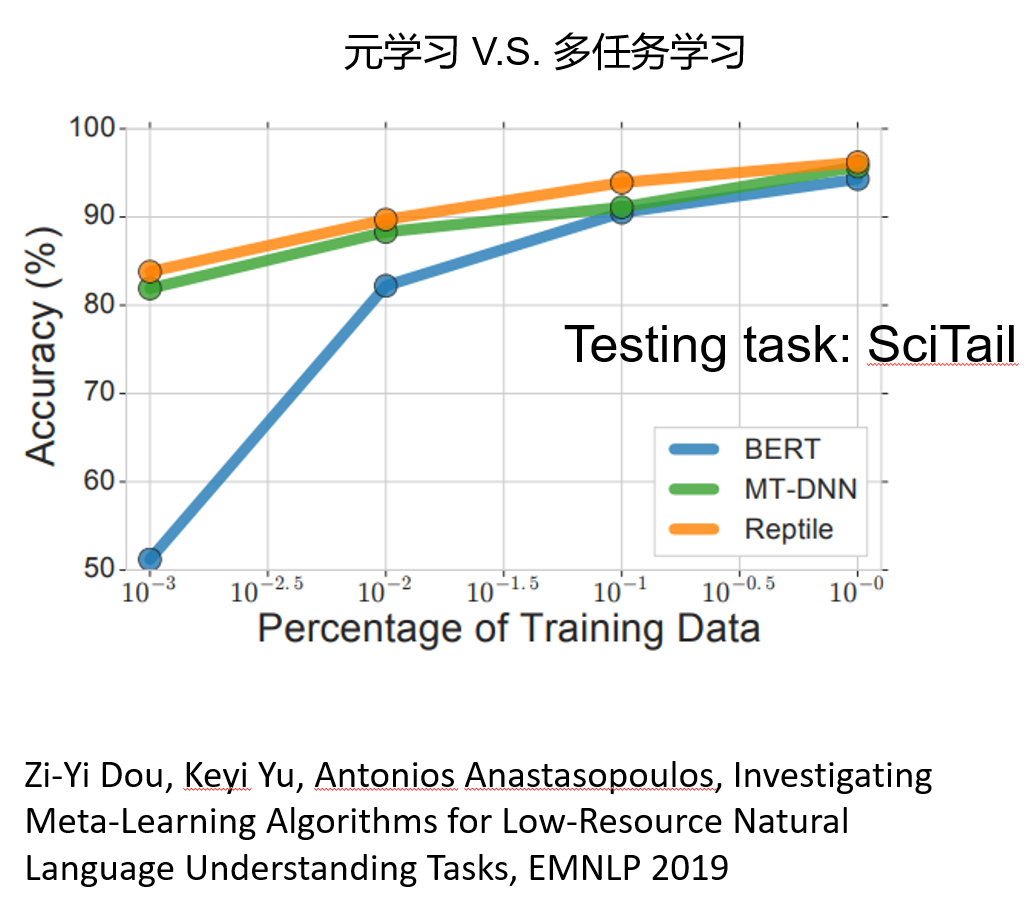 元学习 V.S. 多任务学习
100
90
80
70
60
50
Accuracy (%)
Testing task: SciTail
BERT
MT-DNN
Reptile
10⁻³ 10⁻²·⁵ 10⁻² 10⁻¹·⁵ 10⁻¹ 10⁻⁰·⁵ 10⁻⁰
Percentage of Training Data
Zi-Yi Dou, Keyi Yu, Antonios Anastasopoulos, Investigating
Meta-Learning Algorithms for Low-Resource Natural
Language Understanding Tasks, EMNLP 2019